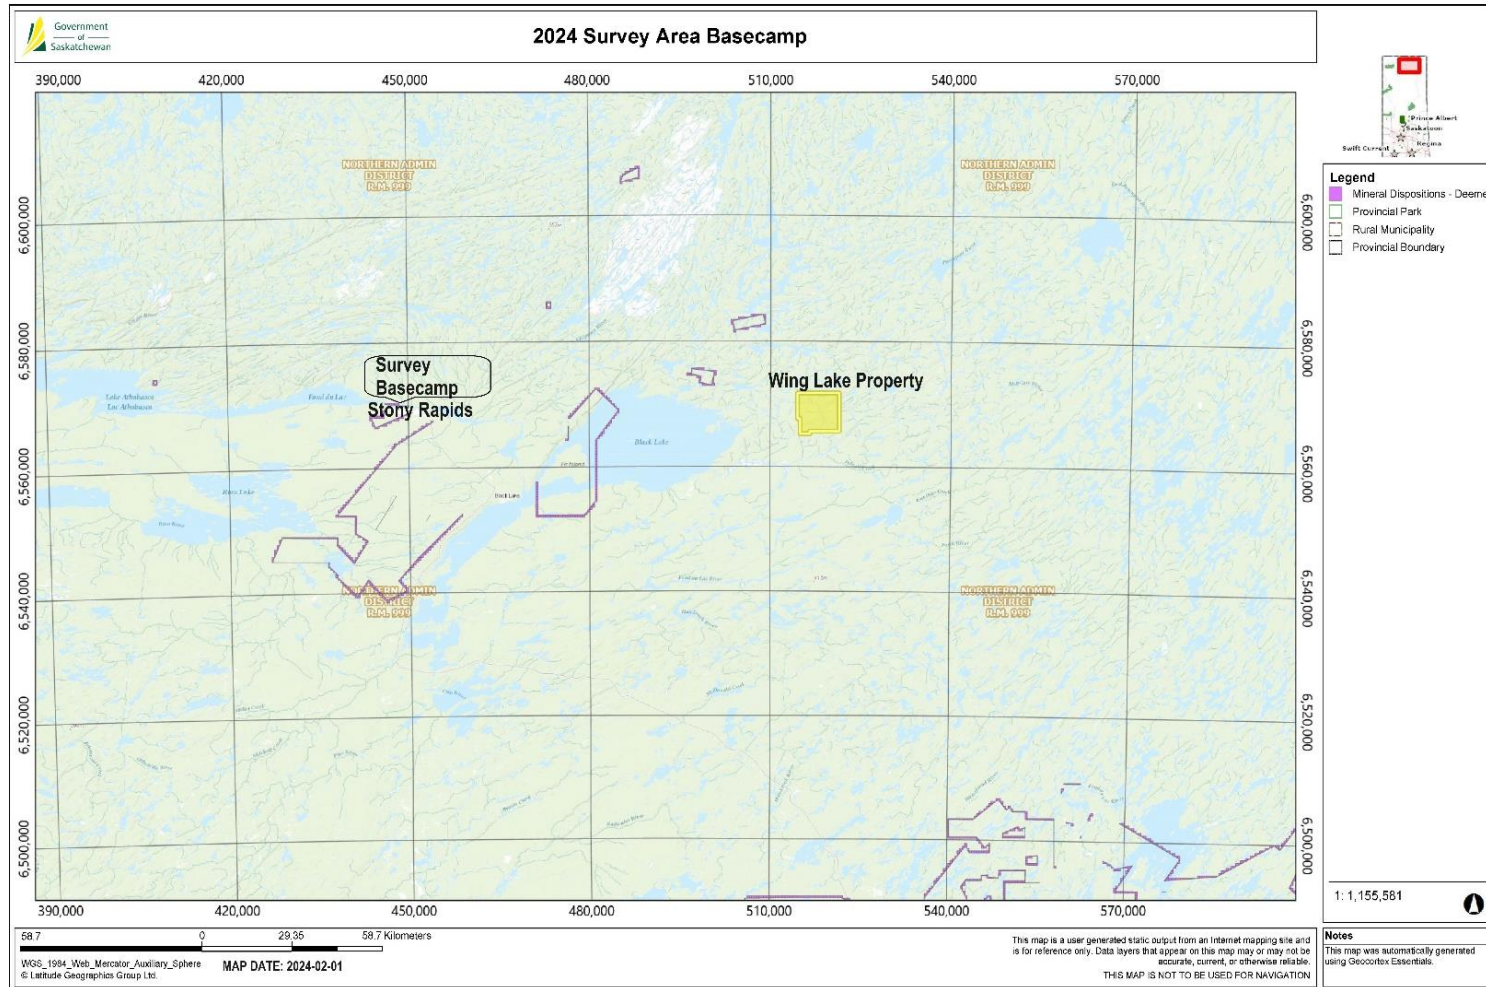 Government
of
Saskatchewan
2024 Survey Area Basecamp
390,000 420,000 450,000 480,000 510,000 540,000 570,000
NORTHERN ADMIN
DISTRICT
R.M. 999
NORTHERN ADMIN
DISTRICT
R.M. 999
6,600,000
6,580,000
6,560,000
6,540,000
6,520,000
6,500,000
6,600,000
6,580,000
6,560,000
6,540,000
6,520,000
6,500,000
Survey
Basecamp
Stony Rapids
Wing Lake Property
Lake Athabasca
Lac Athabasca
Fond du Lac
Black Lake
Riou Lake
Black Lake
NORTHERN ADMIN
DISTRICT
R.M. 999
NORTHERN ADMIN
DISTRICT
R.M. 999
390,000 420,000 450,000 480,000 510,000 540,000 570,000
Prince Albert
Saskatoon
Swift Current
Regina
Legend
Mineral Dispositions - Deeme
Provincial Park
Rural Municipality
Provincial Boundary
1: 1,155,581
58.7 0 29.35 58.7 Kilometers
WGS_1984_Web_Mercator_Auxiliary_Sphere
© Latitude Geographics Group Ltd.
MAP DATE: 2024-02-01
This map is a user generated static output from an Internet mapping site and
is for reference only. Data layers that appear on this map may or may not be
accurate, current, or otherwise reliable.
THIS MAP IS NOT TO BE USED FOR NAVIGATION
Notes
This map was automatically generated
using Geocortex Essentials.